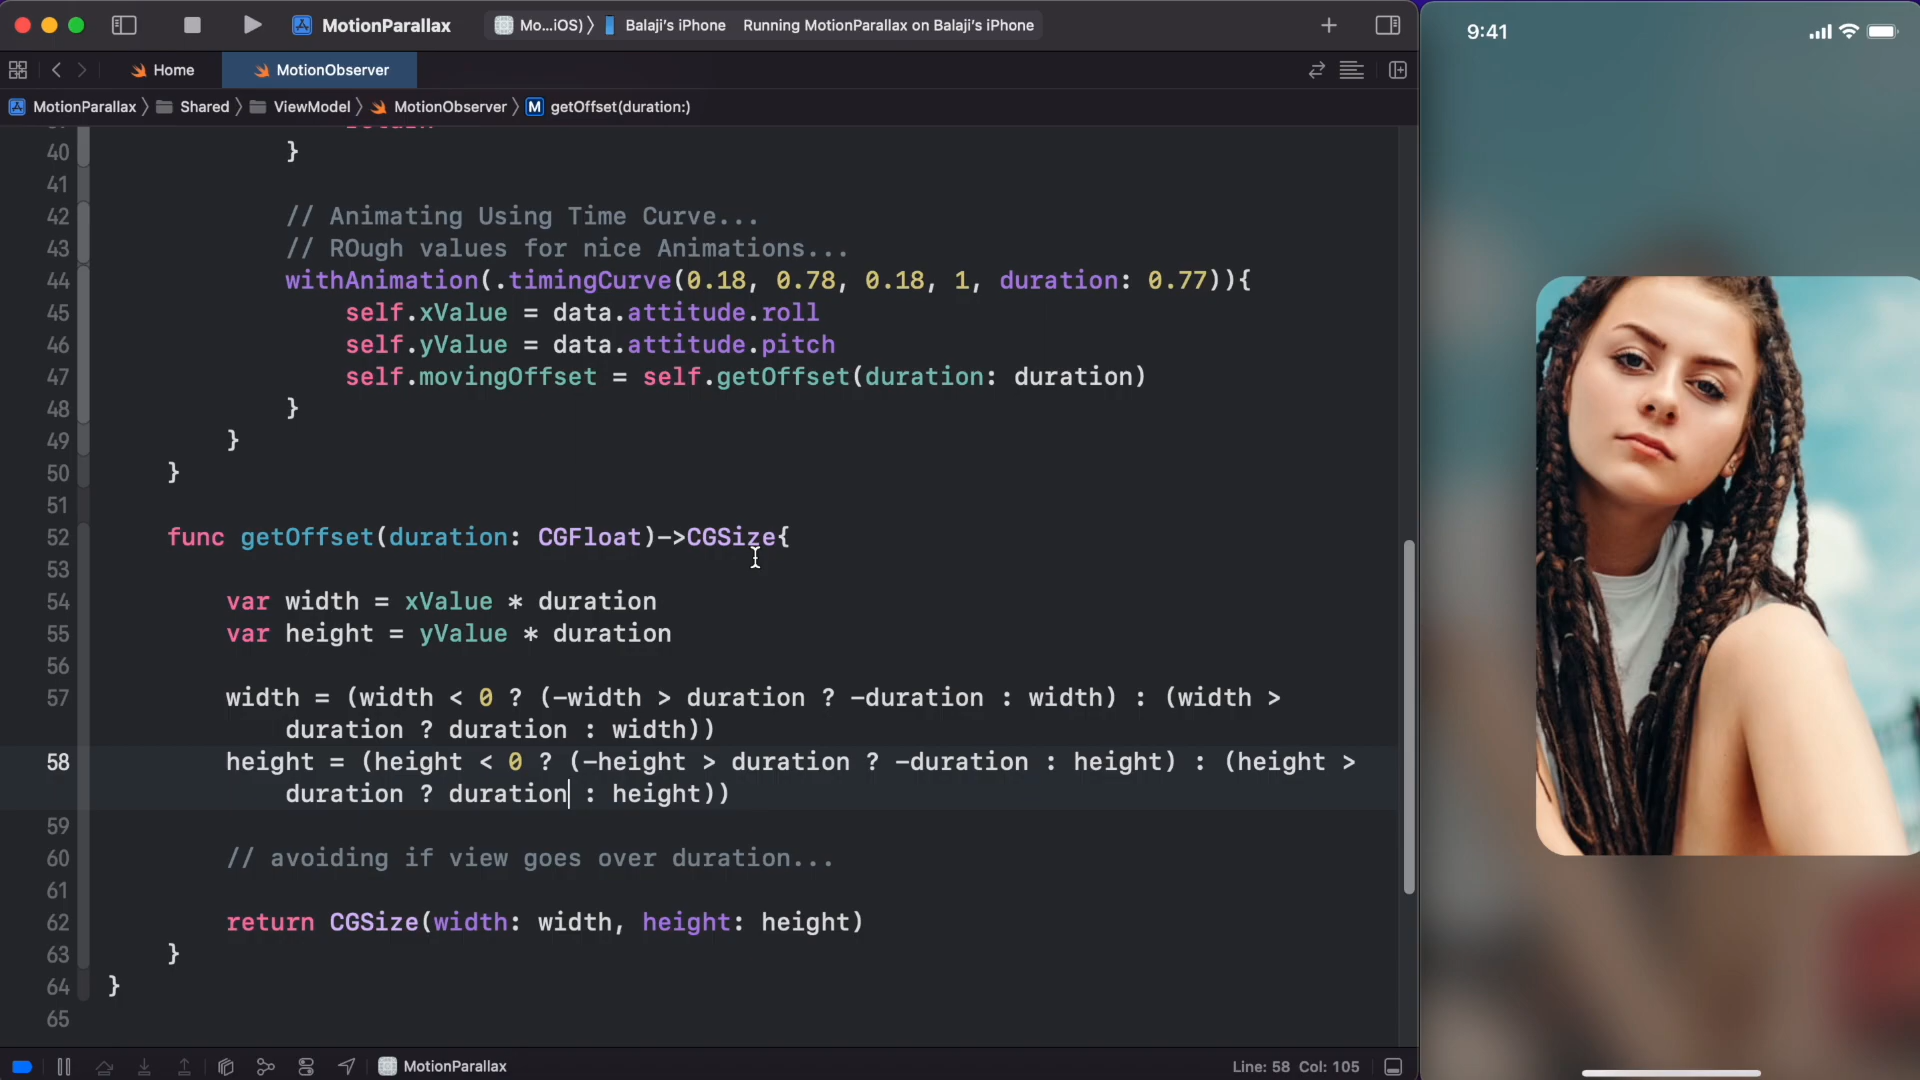 MotionParallax
Mo...iOS) 〉 Balaji's iPhone
Running MotionParallax on Balaji's iPhone
9:41
Home
MotionObserver
MotionParallax 〉 Shared 〉 ViewModel 〉 MotionObserver 〉 M getOffset(duration:)
40 }
41
42 // Animating Using Time Curve...
43 // ROugh values for nice Animations...
44 withAnimation(.timingCurve(0.18, 0.78, 0.18, 1, duration: 0.77)){
45 self.xValue = data.attitude.roll
46 self.yValue = data.attitude.pitch
47 self.movingOffset = self.getOffset(duration: duration)
48 }
49 }
50 }
51
52 func getOffset(duration: CGFloat)->CGSize{
53
54 var width = xValue * duration
55 var height = yValue * duration
56
57 width = (width < 0 ? (-width > duration ? -duration : width) : (width >
duration ? duration : width))
58 height = (height < 0 ? (-height > duration ? -duration : height) : (height >
duration ? duration : height))
59
60 // avoiding if view goes over duration...
61
62 return CGSize(width: width, height: height)
63 }
64 }
65
MotionParallax
Line: 58 Col: 105